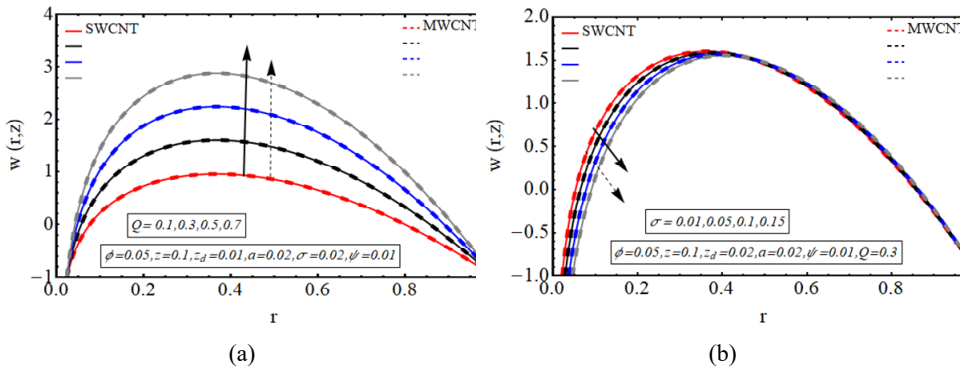 SWCNT MWCNT
4
3
2
1
0
−1
w (r,z)
Q= 0.1,0.3,0.5,0.7
ϕ=0.05,z=0.1,z_d=0.01,a=0.02,σ=0.02,ψ=0.01
0.0 0.2 0.4 0.6 0.8
r
(a)
SWCNT MWCNT
2.0
1.5
1.0
0.5
0.0
−0.5
−1.0
w (r,z)
σ = 0.01,0.05,0.1,0.15
ϕ=0.05,z=0.1,z_d=0.02,a=0.02,ψ=0.01,Q=0.3
0.0 0.2 0.4 0.6 0.8
r
(b)